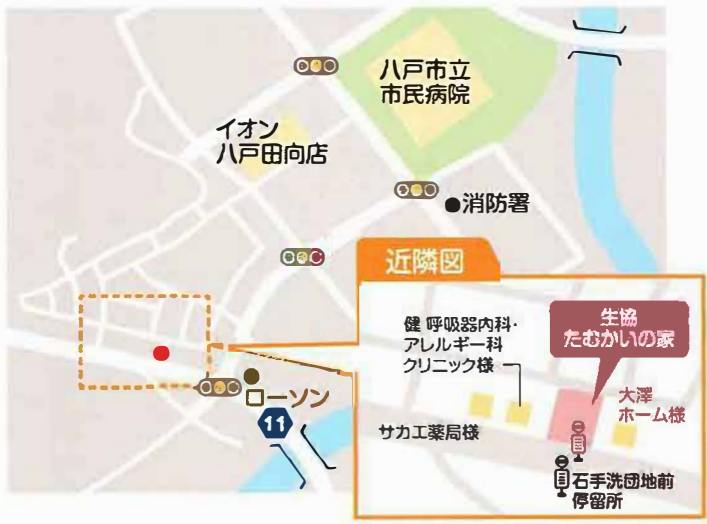 八戸市立
市民病院
イオン
八戸田向店
●消防署
近隣図
健 呼吸器内科・
アレルギー科
クリニック様
生協
たむかいの家
大澤
ホーム様
サカエ薬局様
石手洗団地前
停留所
ローソン
11